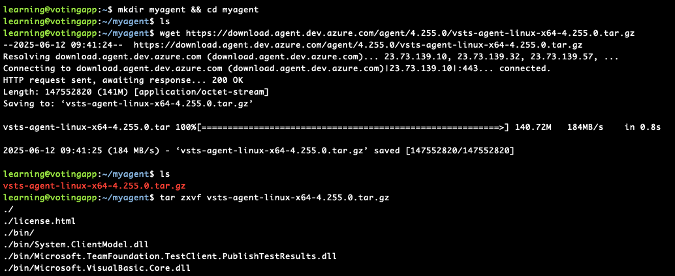 learning@votingapp:~$ mkdir myagent && cd myagent
learning@votingapp:~/myagent$ ls
learning@votingapp:~/myagent$ wget https://download.agent.dev.azure.com/agent/4.255.0/vsts-agent-linux-x64-4.255.0.tar.gz
--2025-06-12 09:41:24--  https://download.agent.dev.azure.com/agent/4.255.0/vsts-agent-linux-x64-4.255.0.tar.gz
Resolving download.agent.dev.azure.com (download.agent.dev.azure.com)... 23.73.139.10, 23.73.139.32, 23.73.139.57, ...
Connecting to download.agent.dev.azure.com (download.agent.dev.azure.com)|23.73.139.10|:443... connected.
HTTP request sent, awaiting response... 200 OK
Length: 147552820 (141M) [application/octet-stream]
Saving to: ‘vsts-agent-linux-x64-4.255.0.tar.gz’
vsts-agent-linux-x64-4.255.0.tar 100%[=========================================================>] 140.72M   184MB/s    in 0.8s
2025-06-12 09:41:25 (184 MB/s) - ‘vsts-agent-linux-x64-4.255.0.tar.gz’ saved [147552820/147552820]
learning@votingapp:~/myagent$ ls
vsts-agent-linux-x64-4.255.0.tar.gz
learning@votingapp:~/myagent$ tar zxvf vsts-agent-linux-x64-4.255.0.tar.gz
./
./license.html
./bin/
./bin/System.ClientModel.dll
./bin/Microsoft.TeamFoundation.TestClient.PublishTestResults.dll
./bin/Microsoft.VisualBasic.Core.dll